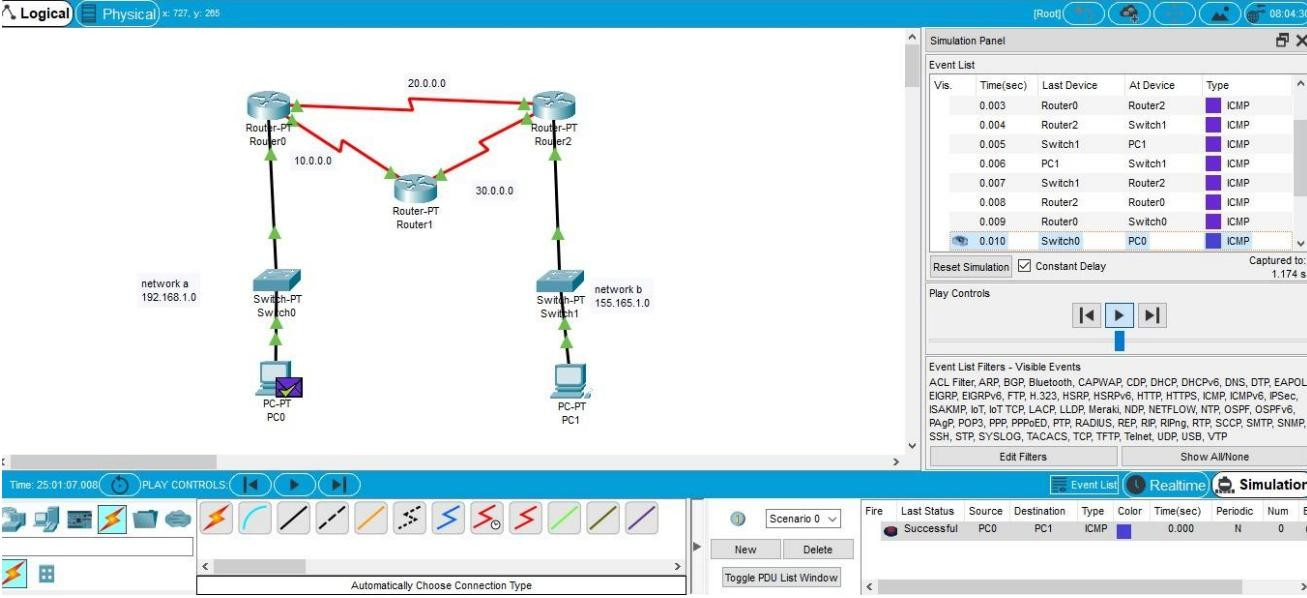 Logical Physical x: 727, y: 265 [Root] 08:04:30
20.0.0.0
Router-PT
Router0
Router-PT
Router2
10.0.0.0
30.0.0.0
Router-PT
Router1
network a
192.168.1.0
Switch-PT
Switch0
Switch-PT
Switch1
network b
155.165.1.0
PC-PT
PC0
PC-PT
PC1
Simulation Panel
Event List
Vis. Time(sec) Last Device At Device Type
0.003 Router0 Router2 ICMP
0.004 Router2 Switch1 ICMP
0.005 Switch1 PC1 ICMP
0.006 PC1 Switch1 ICMP
0.007 Switch1 Router2 ICMP
0.008 Router2 Router0 ICMP
0.009 Router0 Switch0 ICMP
0.010 Switch0 PC0 ICMP
Reset Simulation Constant Delay Captured to:
1.174 s
Play Controls
Event List Filters - Visible Events
ACL Filter, ARP, BGP, Bluetooth, CAPWAP, CDP, DHCP, DHCPv6, DNS, DTP, EAPOL
EIGRP, EIGRPv6, FTP, H.323, HSRP, HSRPv6, HTTP, HTTPS, ICMP, ICMPv6, IPSec,
ISAKMP, IoT, IoT TCP, LACP, LLDP, Meraki, NDP, NETFLOW, NTP, OSPF, OSPFv6,
PAgP, POP3, PPP, PPPoED, PTP, RADIUS, REP, RIP, RIPng, RTP, SCCP, SMTP, SNMP,
SSH, STP, SYSLOG, TACACS, TCP, TFTP, Telnet, UDP, USB, VTP
Edit Filters Show All/None
Time: 25:01:07.008 PLAY CONTROLS: Event List Realtime Simulation
Scenario 0
New Delete
Toggle PDU List Window
Automatically Choose Connection Type
Fire Last Status Source Destination Type Color Time(sec) Periodic Num
Successful PC0 PC1 ICMP 0.000 N 0